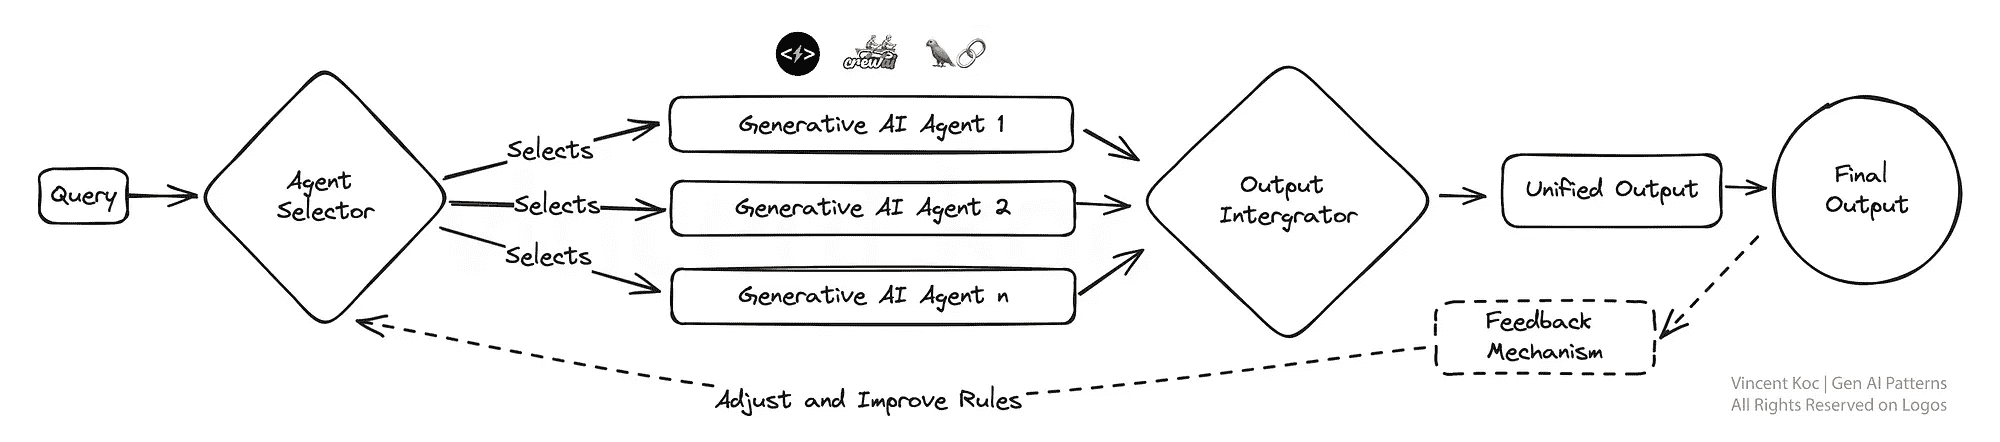 <⚡>
crewai
Query
Agent
Selector
Selects
Selects
Selects
Generative AI Agent 1
Generative AI Agent 2
Generative AI Agent n
Output
Intergrator
Unified Output
Final
Output
Feedback
Mechanism
Adjust and Improve Rules
Vincent Koc | Gen AI Patterns
All Rights Reserved on Logos